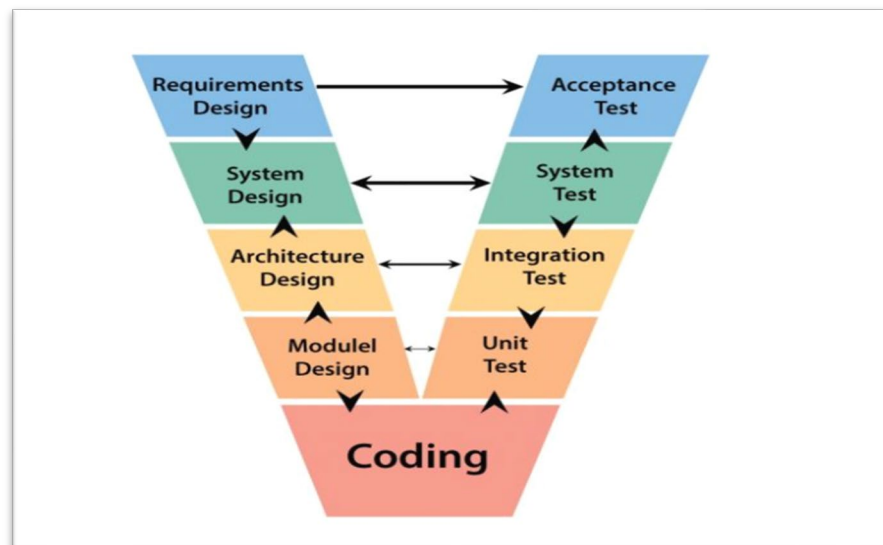 Requirements
Design
Acceptance
Test
System
Design
System
Test
Architecture
Design
Integration
Test
Modulel
Design
Unit
Test
Coding